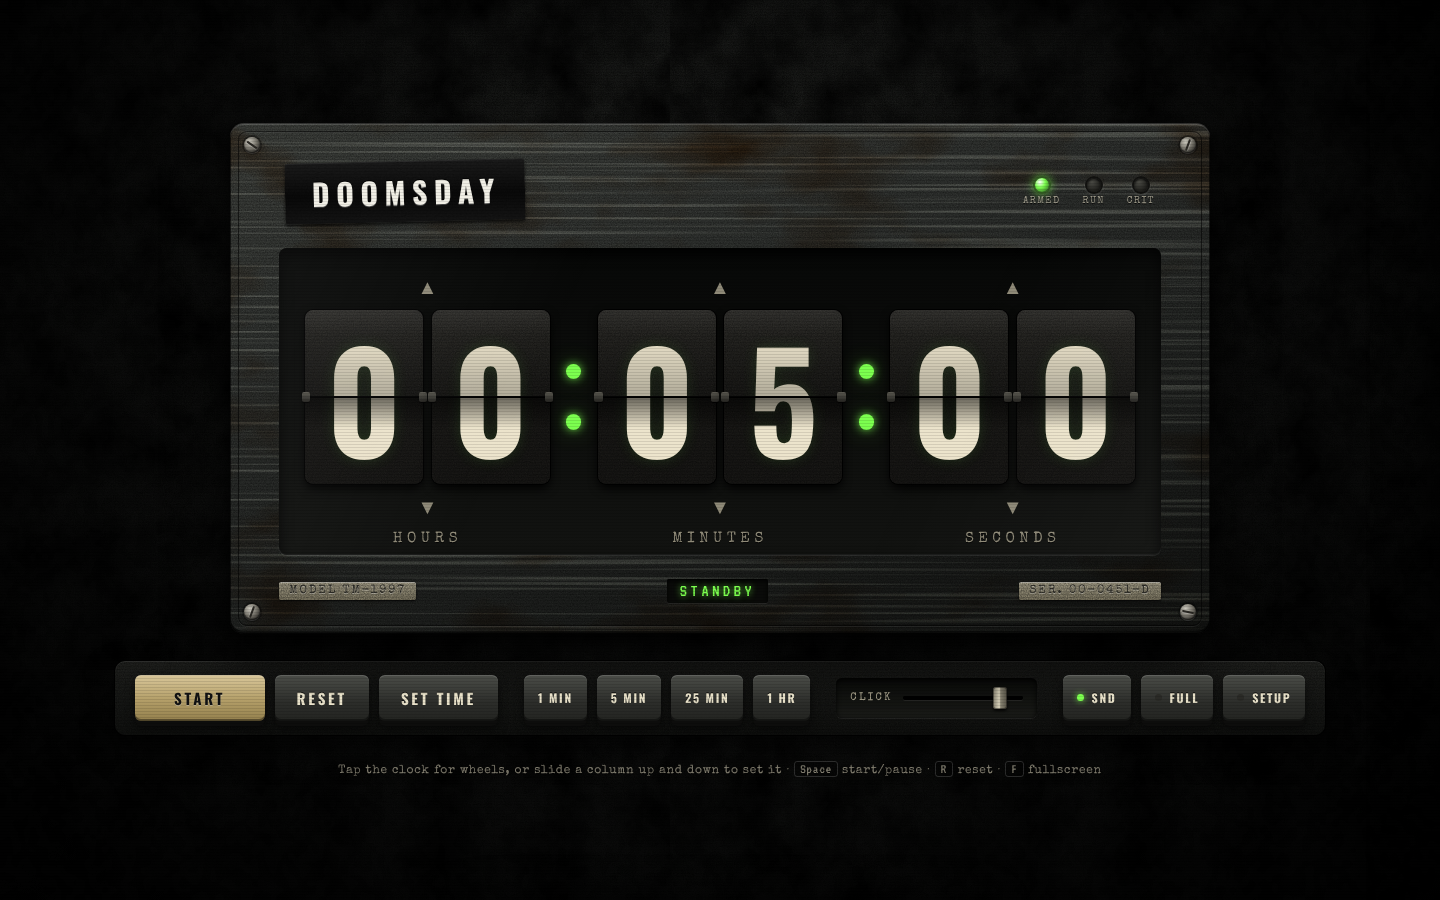 DOOMSDAY
ARMED RUN CRIT
▲ ▲ ▲
00:05:00
▼ ▼ ▼
HOURS MINUTES SECONDS
MODEL TM-1997 STANDBY SER. 00-0451-D
START RESET SET TIME 1 MIN 5 MIN 25 MIN 1 HR CLICK SND FULL SETUP
Tap the clock for wheels, or slide a column up and down to set it · Space start/pause · R reset · F fullscreen